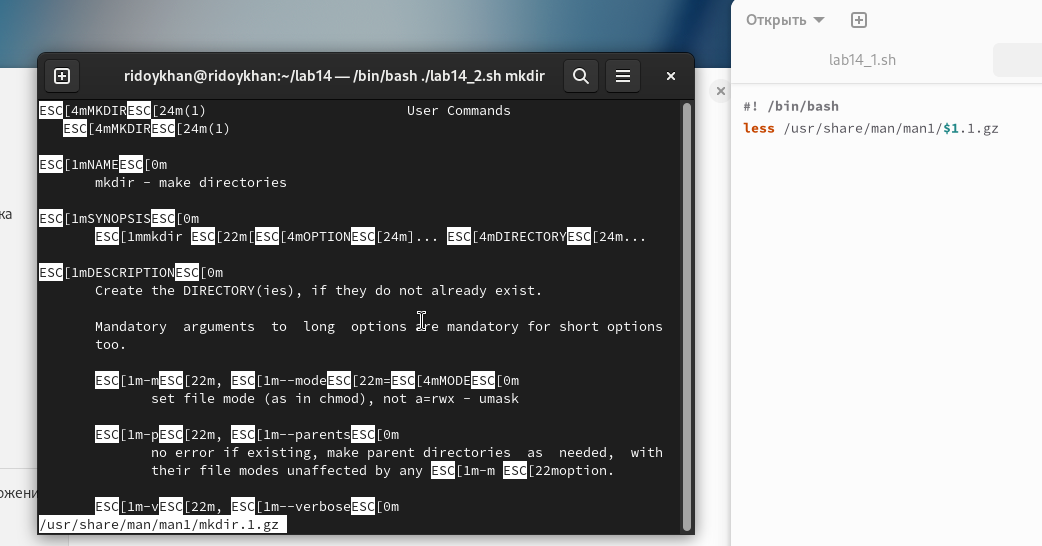 ridoykhan@ridoykhan:~/lab14 — /bin/bash ./lab14_2.sh mkdir
ESC[4mMKDIRESC[24m(1) User Commands
ESC[4mMKDIRESC[24m(1)
ESC[1mNAMEESC[0m
mkdir - make directories
ESC[1mSYNOPSISESC[0m
ESC[1mmkdir ESC[22m[ESC[4mOPTIONESC[24m]... ESC[4mDIRECTORYESC[24m...
ESC[1mDESCRIPTIONESC[0m
Create the DIRECTORY(ies), if they do not already exist.
Mandatory arguments to long options are mandatory for short options
too.
ESC[1m-mESC[22m, ESC[1m--modeESC[22m=ESC[4mMODEESC[0m
set file mode (as in chmod), not a=rwx - umask
ESC[1m-pESC[22m, ESC[1m--parentsESC[0m
no error if existing, make parent directories as needed, with
their file modes unaffected by any ESC[1m-m ESC[22moption.
ESC[1m-vESC[22m, ESC[1m--verboseESC[0m
/usr/share/man/man1/mkdir.1.gz
Открыть
lab14_1.sh
#! /bin/bash
less /usr/share/man/man1/$1.1.gz